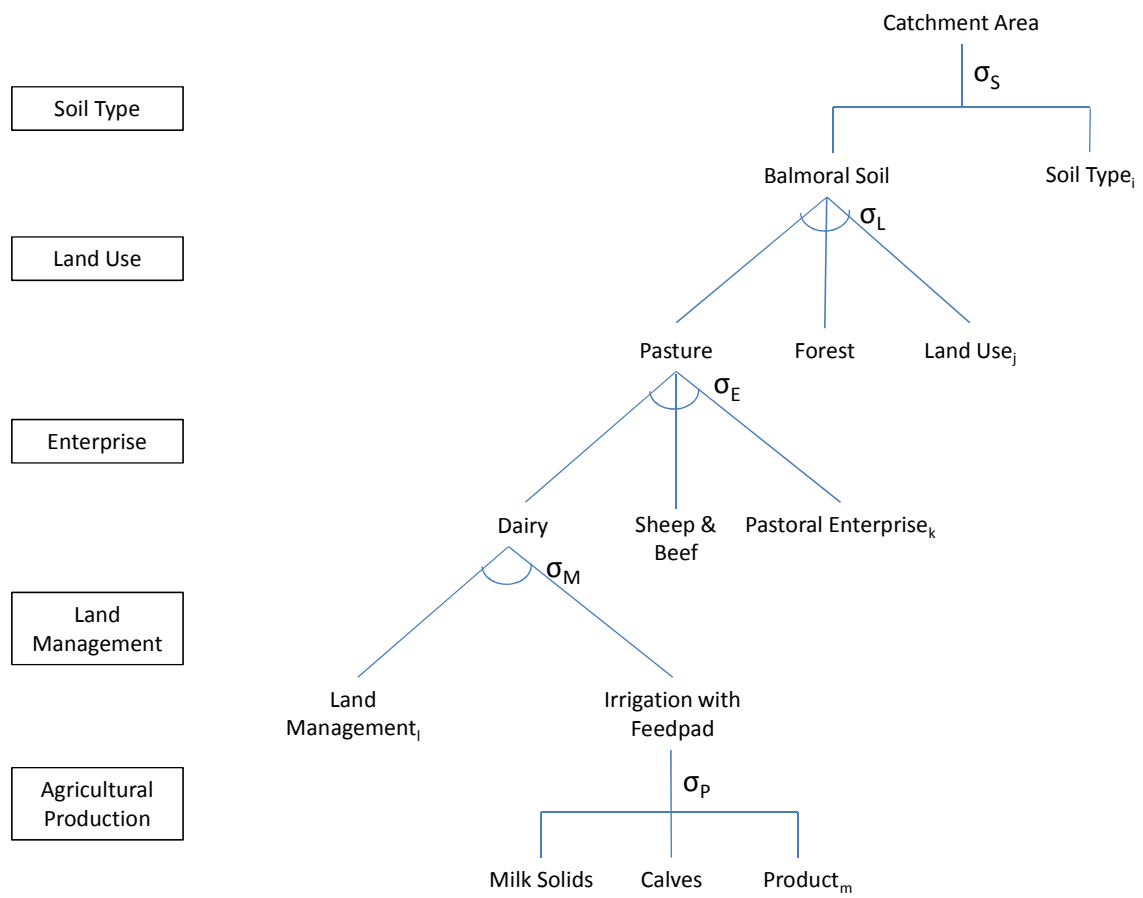 Catchment Area
σS
Soil Type
Balmoral Soil
Soil Typei
σL
Land Use
Pasture
Forest
Land Usej
σE
Enterprise
Dairy
Sheep &
Beef
Pastoral Enterprisek
σM
Land
Management
Land
Managementl
Irrigation with
Feedpad
σP
Agricultural
Production
Milk Solids
Calves
Productm